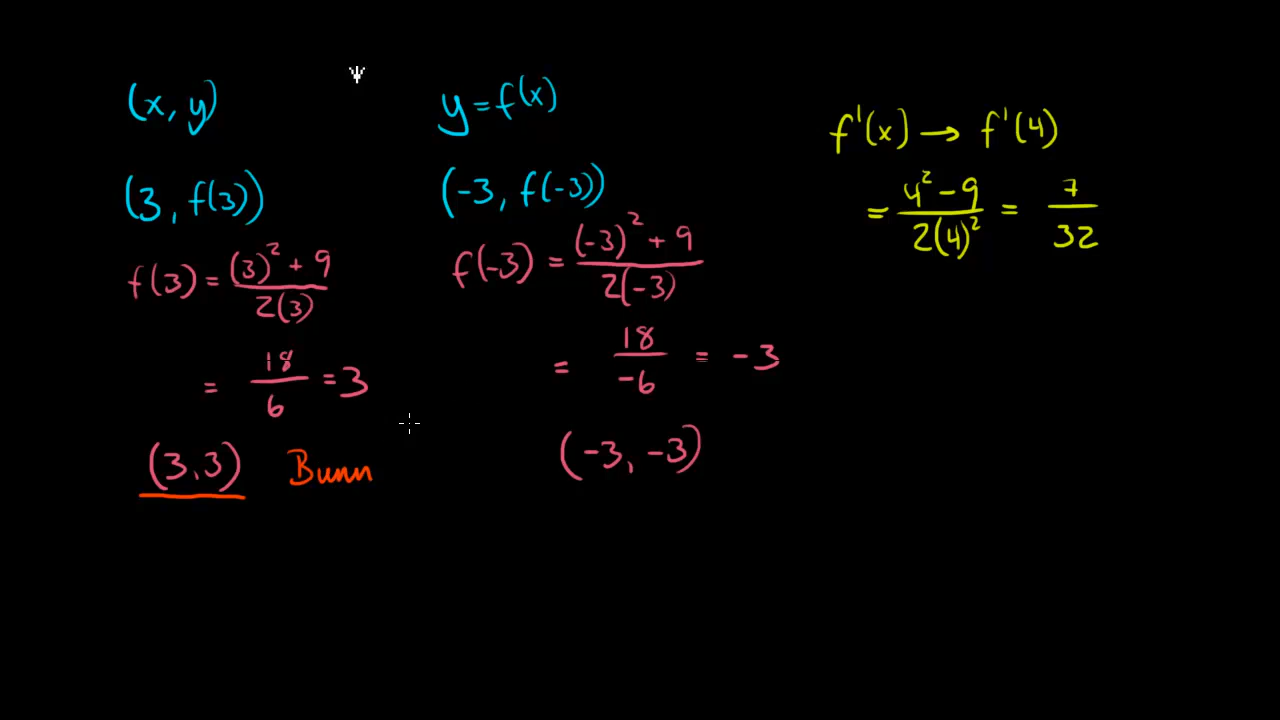 (x, y)
(3, f(3))
f(3) = (3)² + 9 / 2(3)
= 18 / 6 = 3
(3,3) Bunn
y = f(x)
(-3, f(-3))
f(-3) = (-3)² + 9 / 2(-3)
= 18 / -6 = -3
(-3, -3)
f'(x) → f'(4)
= 4² - 9 / 2(4)² = 7 / 32